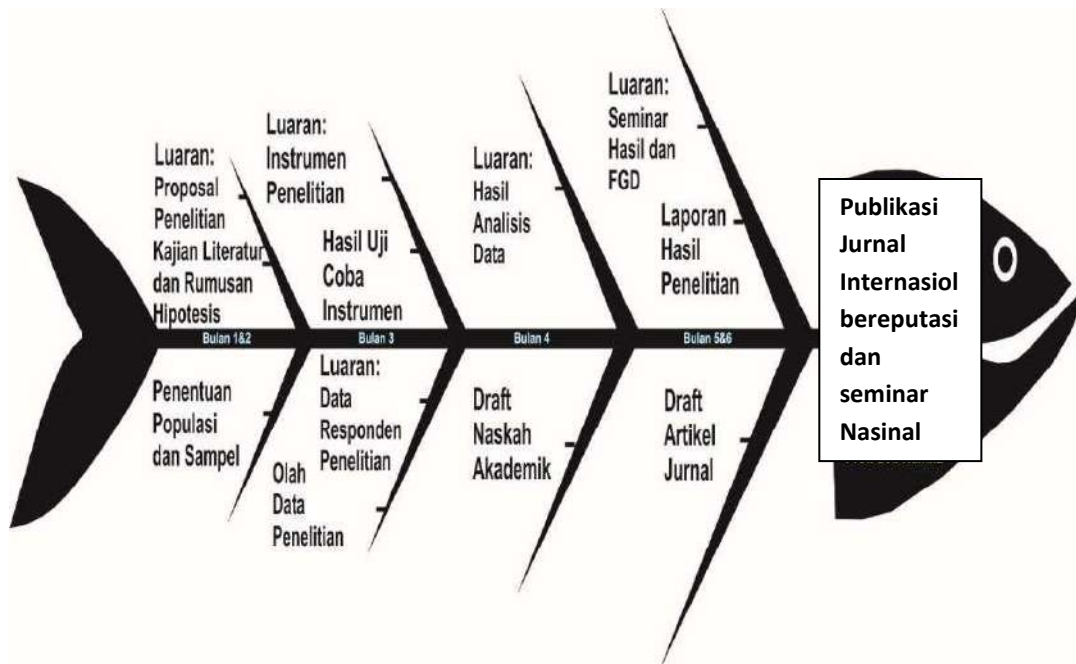 Luaran:
Proposal
Penelitian
Kajian Literatur
dan Rumusan
Hipotesis
Luaran:
Instrumen
Penelitian
Hasil Uji
Coba
Instrumen
Luaran:
Hasil
Analisis
Data
Luaran:
Seminar
Hasil dan
FGD
Laporan
Hasil
Penelitian
Bulan 1&2
Bulan 3
Bulan 4
Bulan 5&6
Penentuan
Populasi
dan Sampel
Luaran:
Data
Responden
Penelitian
Olah
Data
Penelitian
Draft
Naskah
Akademik
Draft
Artikel
Jurnal
Publikasi
Jurnal
Internasiol
bereputasi
dan
seminar
Nasinal